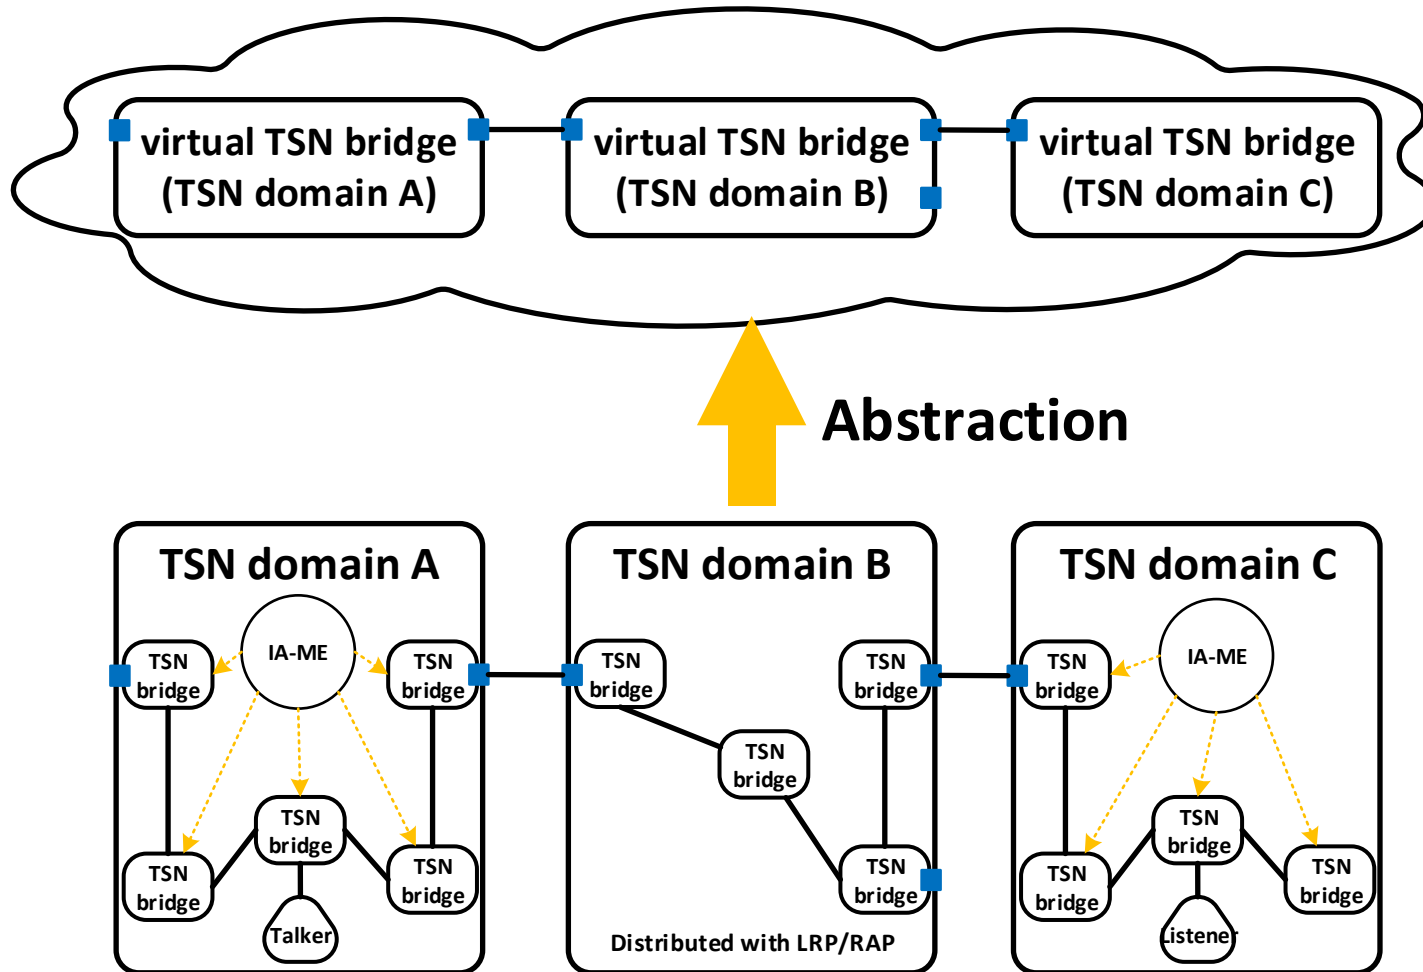 virtual TSN bridge
(TSN domain A)
virtual TSN bridge
(TSN domain B)
virtual TSN bridge
(TSN domain C)
Abstraction
TSN domain A
IA-ME
TSN
bridge
TSN
bridge
TSN
bridge
TSN
bridge
TSN
bridge
Talker
TSN domain B
TSN
bridge
TSN
bridge
TSN
bridge
TSN
bridge
Distributed with LRP/RAP
TSN domain C
TSN
bridge
IA-ME
TSN
bridge
TSN
bridge
TSN
bridge
Listener